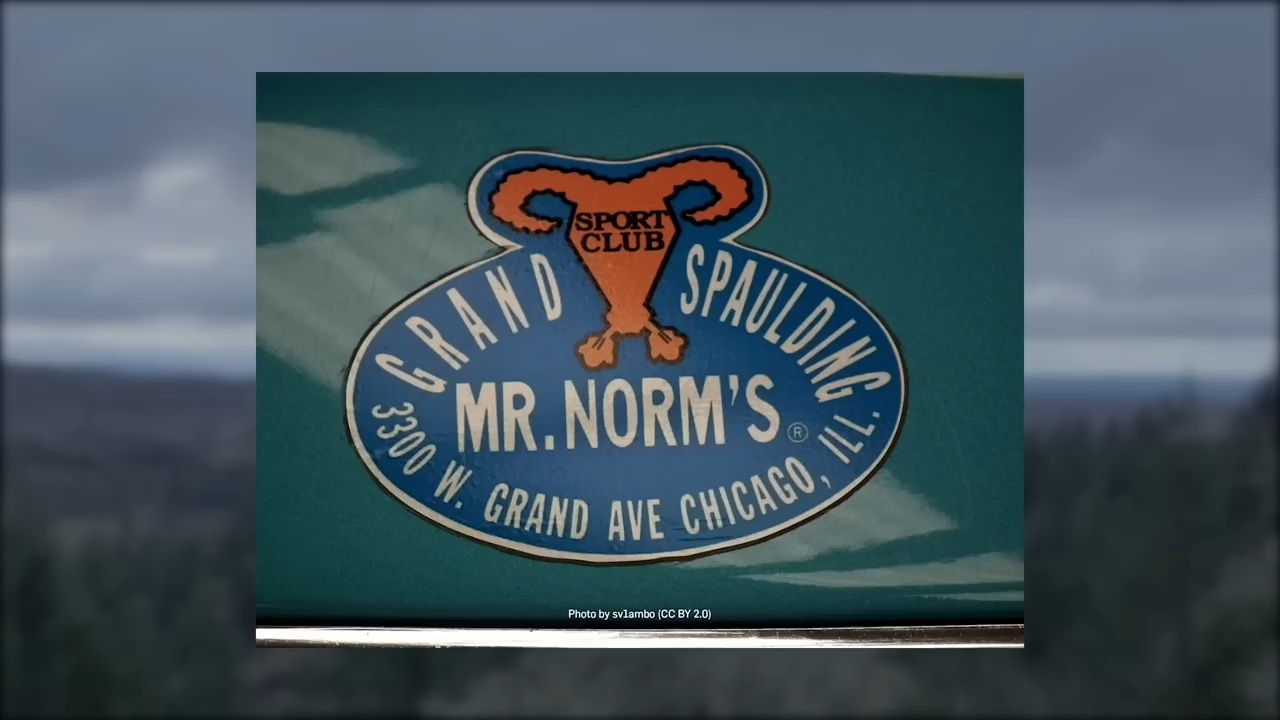 SPORT
CLUB
GRAND SPAULDING
MR. NORM'S ®
3300 W. GRAND AVE CHICAGO, ILL.
Photo by sv1ambo (CC BY 2.0)